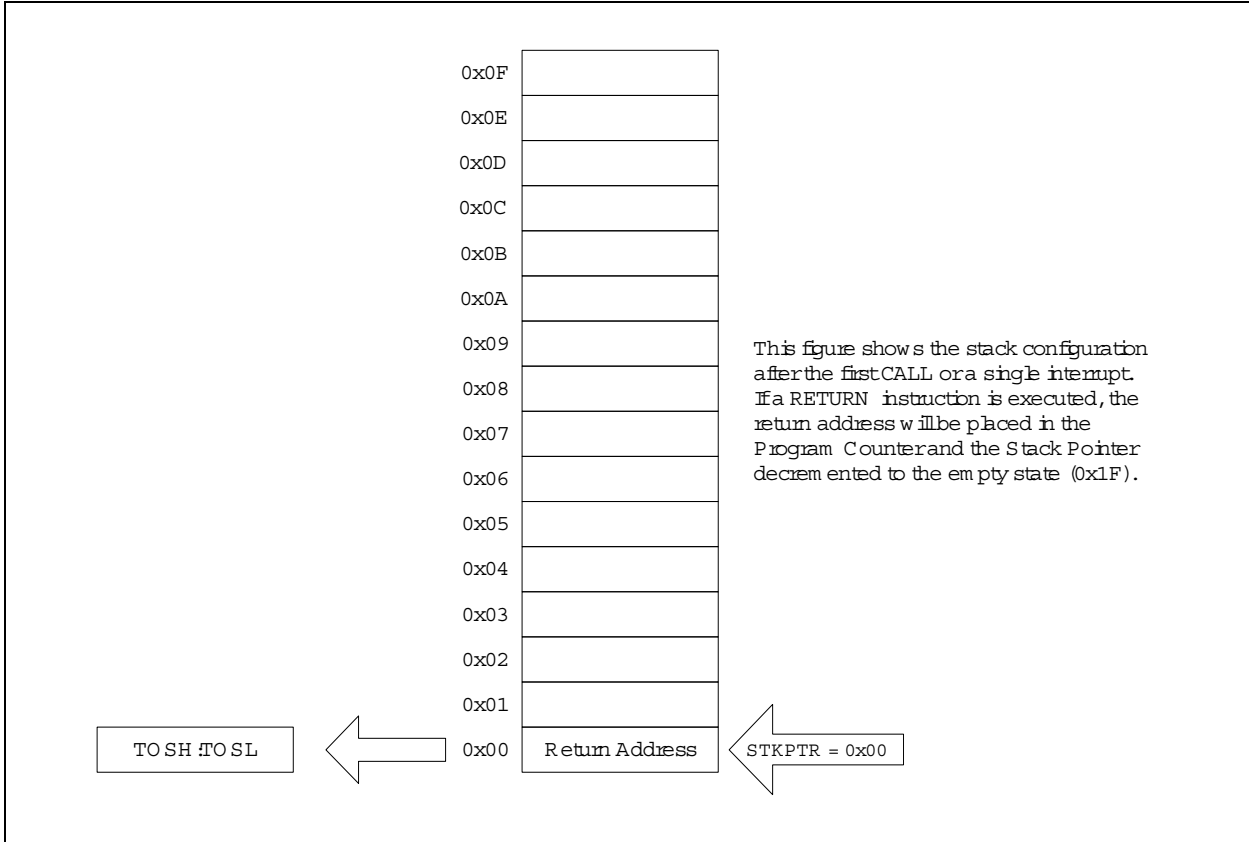 0x0F
0x0E
0x0D
0x0C
0x0B
0x0A
0x09
0x08
0x07
0x06
0x05
0x04
0x03
0x02
0x01
TOSH:TOSL
0x00
Return Address
STKPTR = 0x00
This figure shows the stack configuration
after the first CALL or a single interrupt.
If a RETURN instruction is executed, the
return address will be placed in the
Program Counter and the Stack Pointer
decremented to the empty state (0x1F).